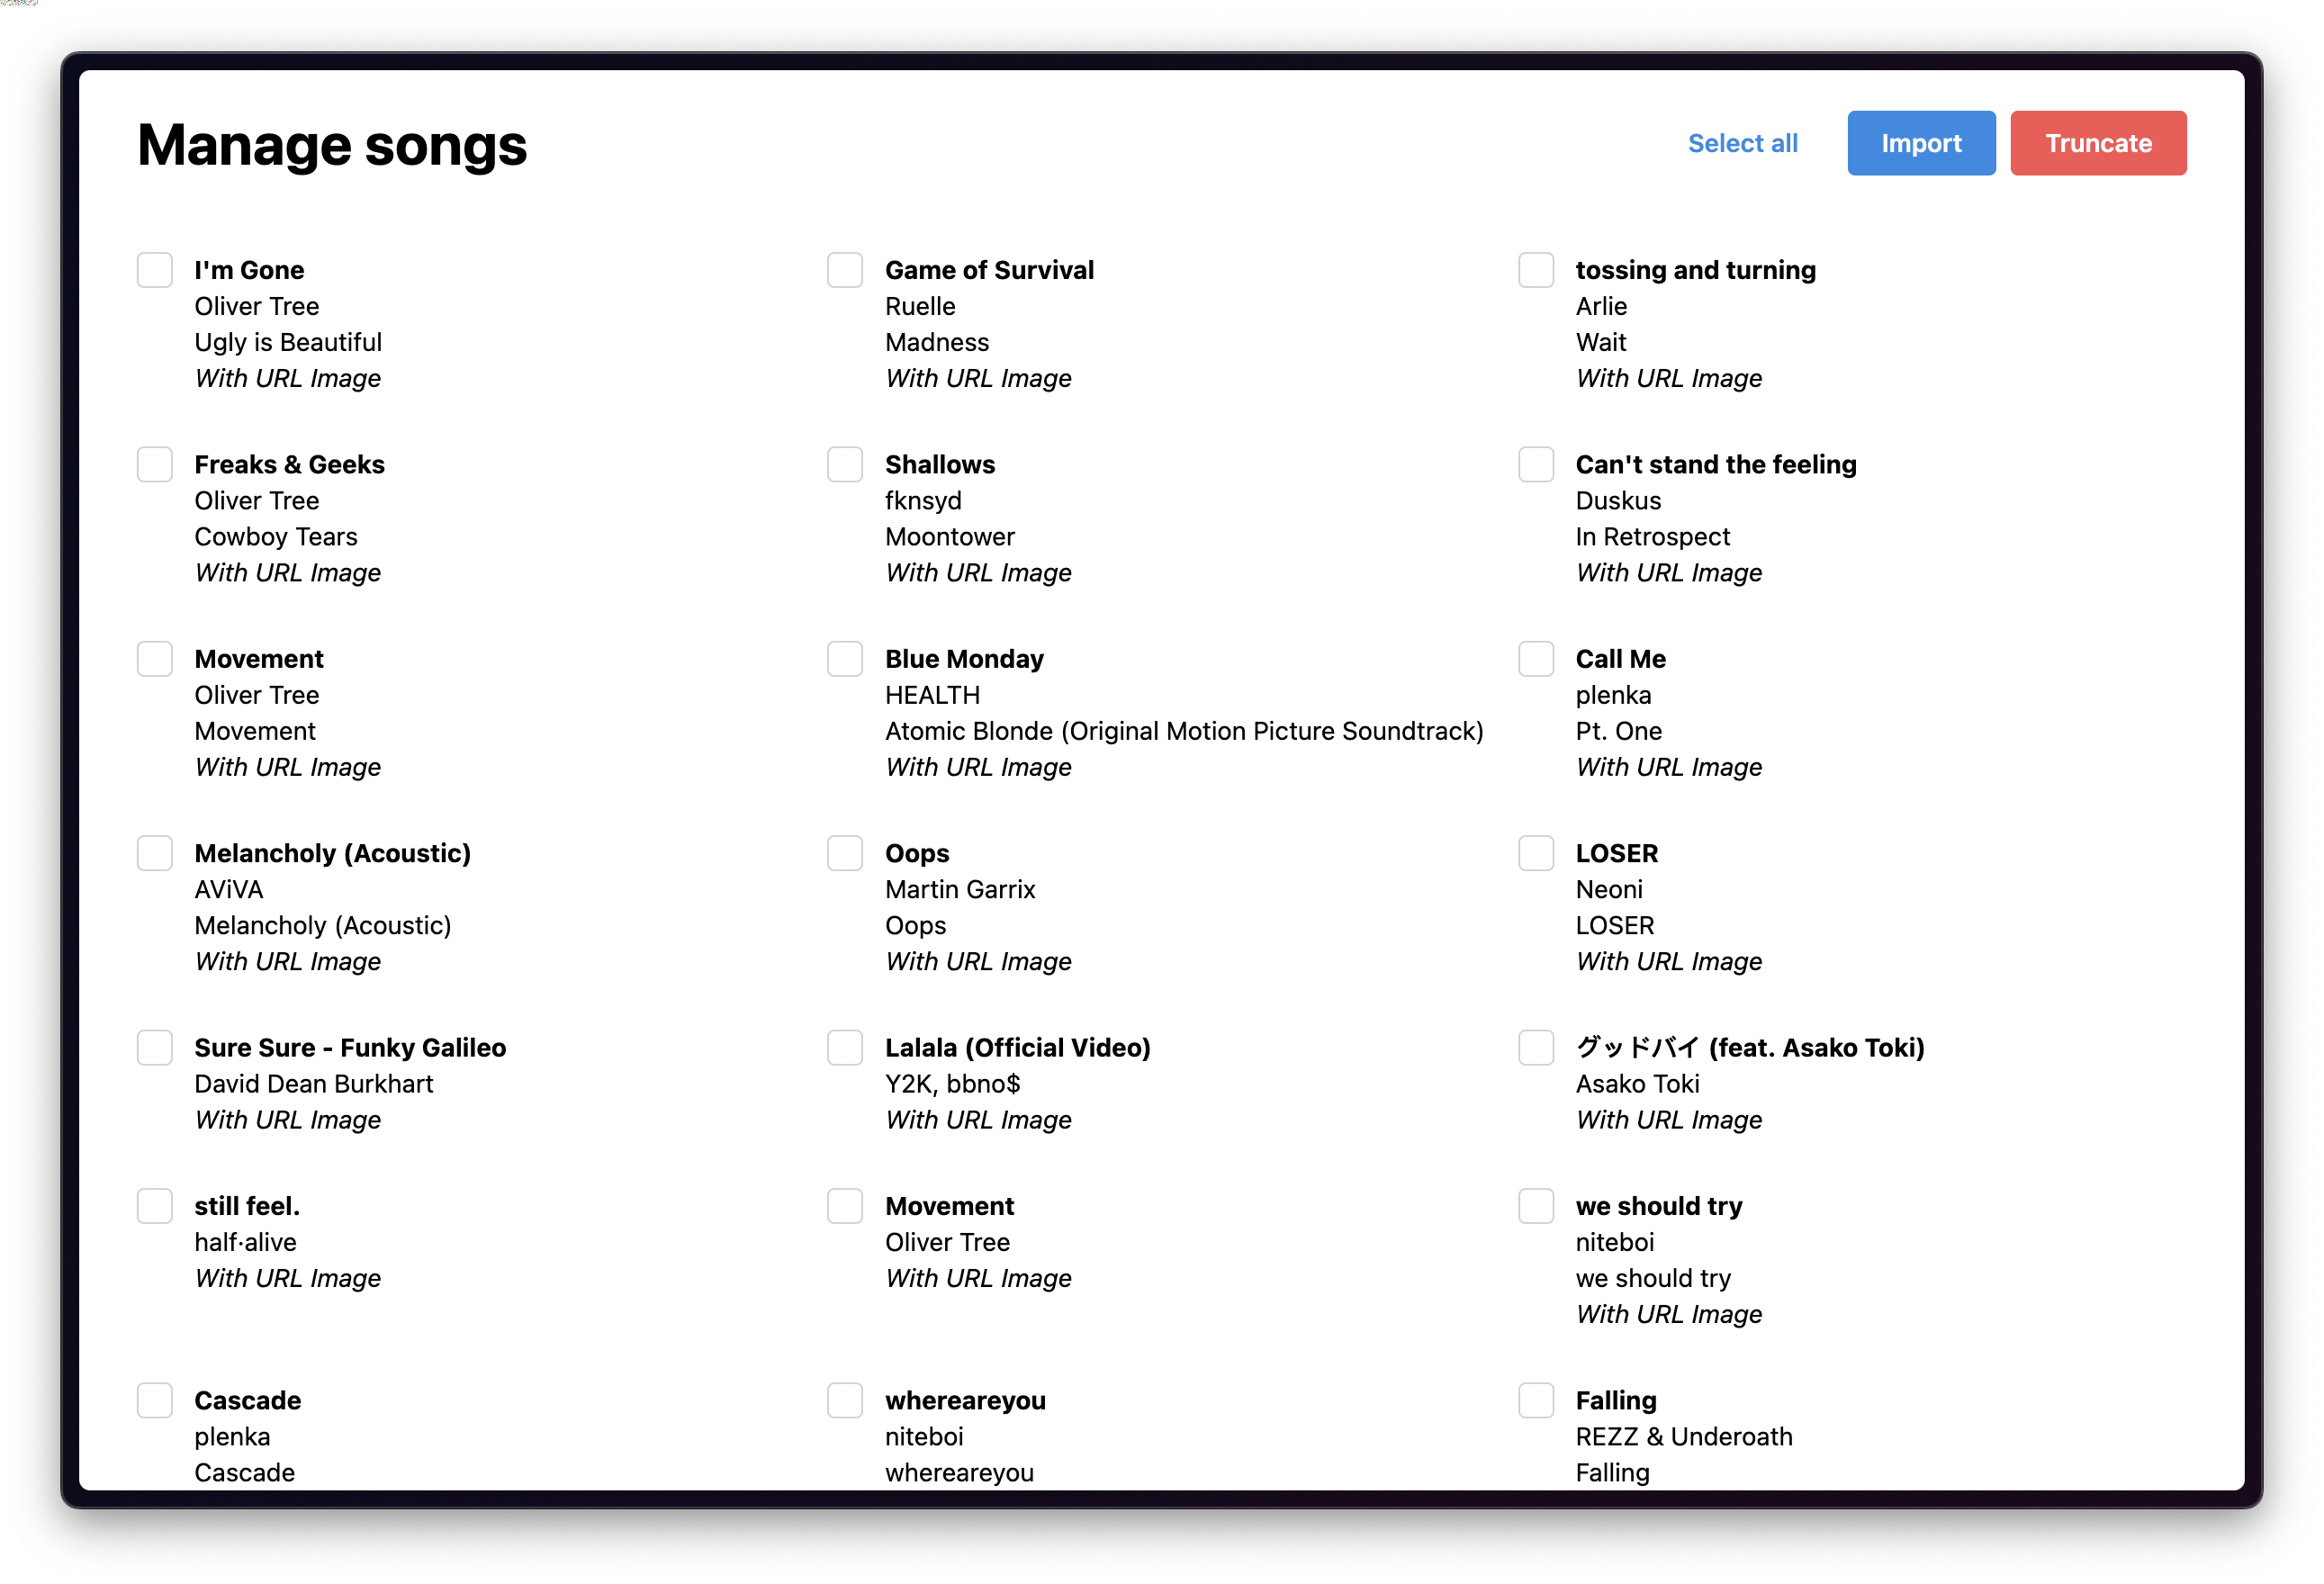 Manage songs
Select all
Import
Truncate
I'm Gone
Oliver Tree
Ugly is Beautiful
With URL Image
Game of Survival
Ruelle
Madness
With URL Image
tossing and turning
Arlie
Wait
With URL Image
Freaks & Geeks
Oliver Tree
Cowboy Tears
With URL Image
Shallows
fknsyd
Moontower
With URL Image
Can't stand the feeling
Duskus
In Retrospect
With URL Image
Movement
Oliver Tree
Movement
With URL Image
Blue Monday
HEALTH
Atomic Blonde (Original Motion Picture Soundtrack)
With URL Image
Call Me
plenka
Pt. One
With URL Image
Melancholy (Acoustic)
AViVA
Melancholy (Acoustic)
With URL Image
Oops
Martin Garrix
Oops
With URL Image
LOSER
Neoni
LOSER
With URL Image
Sure Sure - Funky Galileo
David Dean Burkhart
With URL Image
Lalala (Official Video)
Y2K, bbno$
With URL Image
グッドバイ (feat. Asako Toki)
Asako Toki
With URL Image
still feel.
half·alive
With URL Image
Movement
Oliver Tree
With URL Image
we should try
niteboi
we should try
With URL Image
Cascade
plenka
Cascade
whereareyou
niteboi
whereareyou
Falling
REZZ & Underoath
Falling